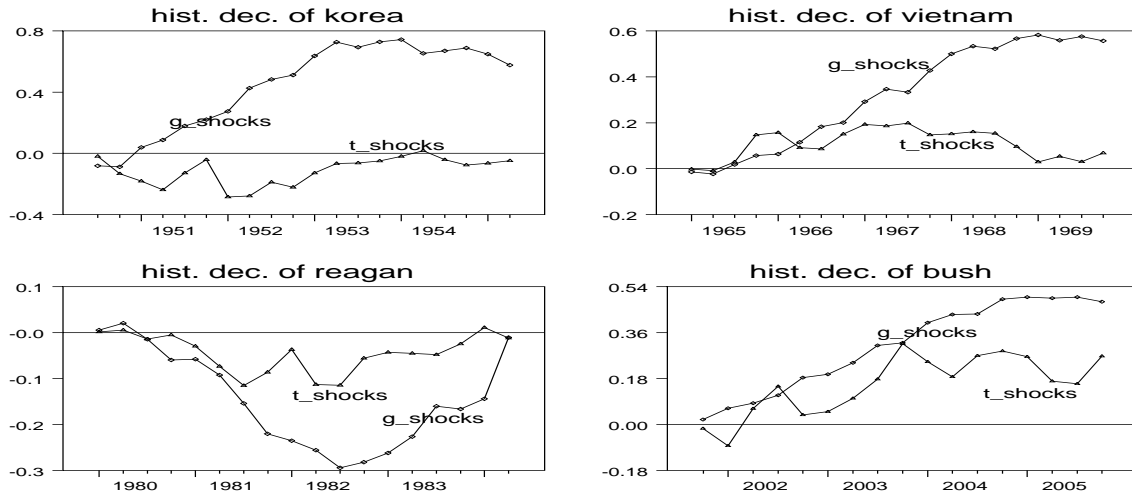 hist. dec. of korea
0.8
0.4
0.0
-0.4
g_shocks
t_shocks
1951 1952 1953 1954
hist. dec. of vietnam
0.6
0.4
0.2
0.0
-0.2
g_shocks
t_shocks
1965 1966 1967 1968 1969
hist. dec. of reagan
0.1
-0.0
-0.1
-0.2
-0.3
t_shocks
g_shocks
1980 1981 1982 1983
hist. dec. of bush
0.54
0.36
0.18
0.00
-0.18
g_shocks
t_shocks
2002 2003 2004 2005